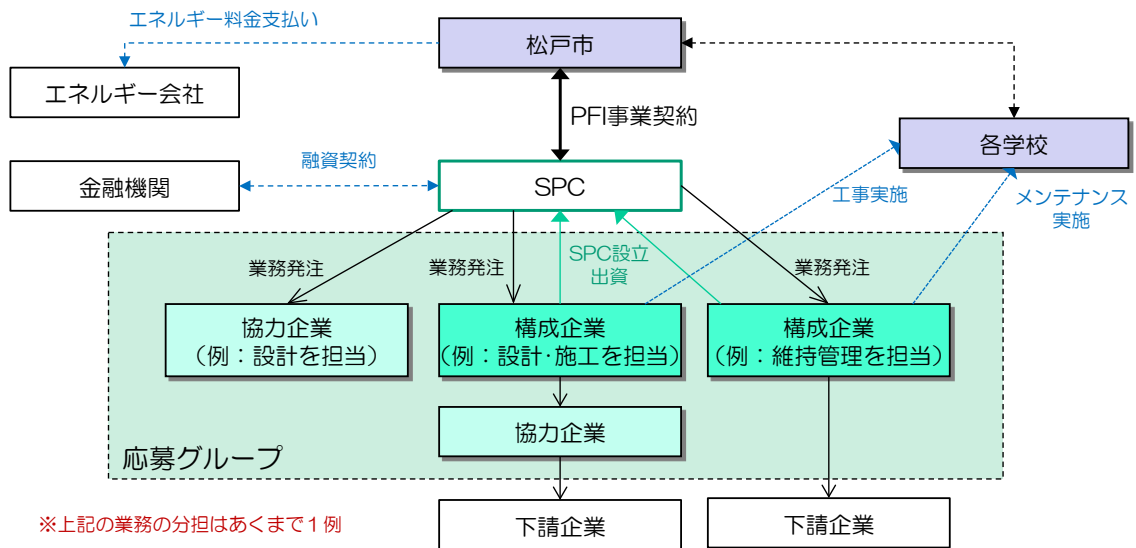 エネルギー料金支払い
松戸市
エネルギー会社
PFI事業契約
各学校
融資契約
金融機関
SPC
工事実施
メンテナンス
実施
SPC設立
出資
業務発注
業務発注
業務発注
協力企業
（例：設計を担当）
構成企業
（例：設計・施工を担当）
構成企業
（例：維持管理を担当）
協力企業
応募グループ
※上記の業務の分担はあくまで１例
下請企業
下請企業